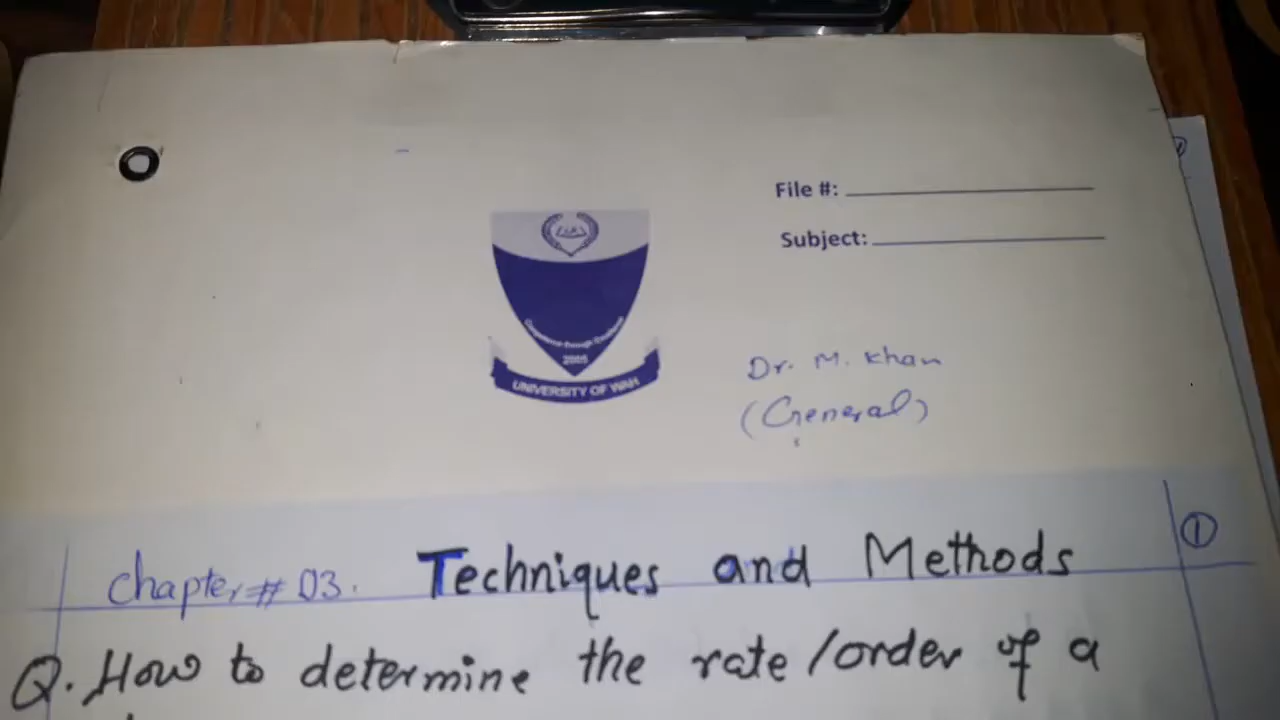 File #:
Subject:
2005
UNIVERSITY OF WAH
Dr. M. Khan
(General)
1
Chapter # 03. Techniques and Methods
Q. How to determine the rate/order of a